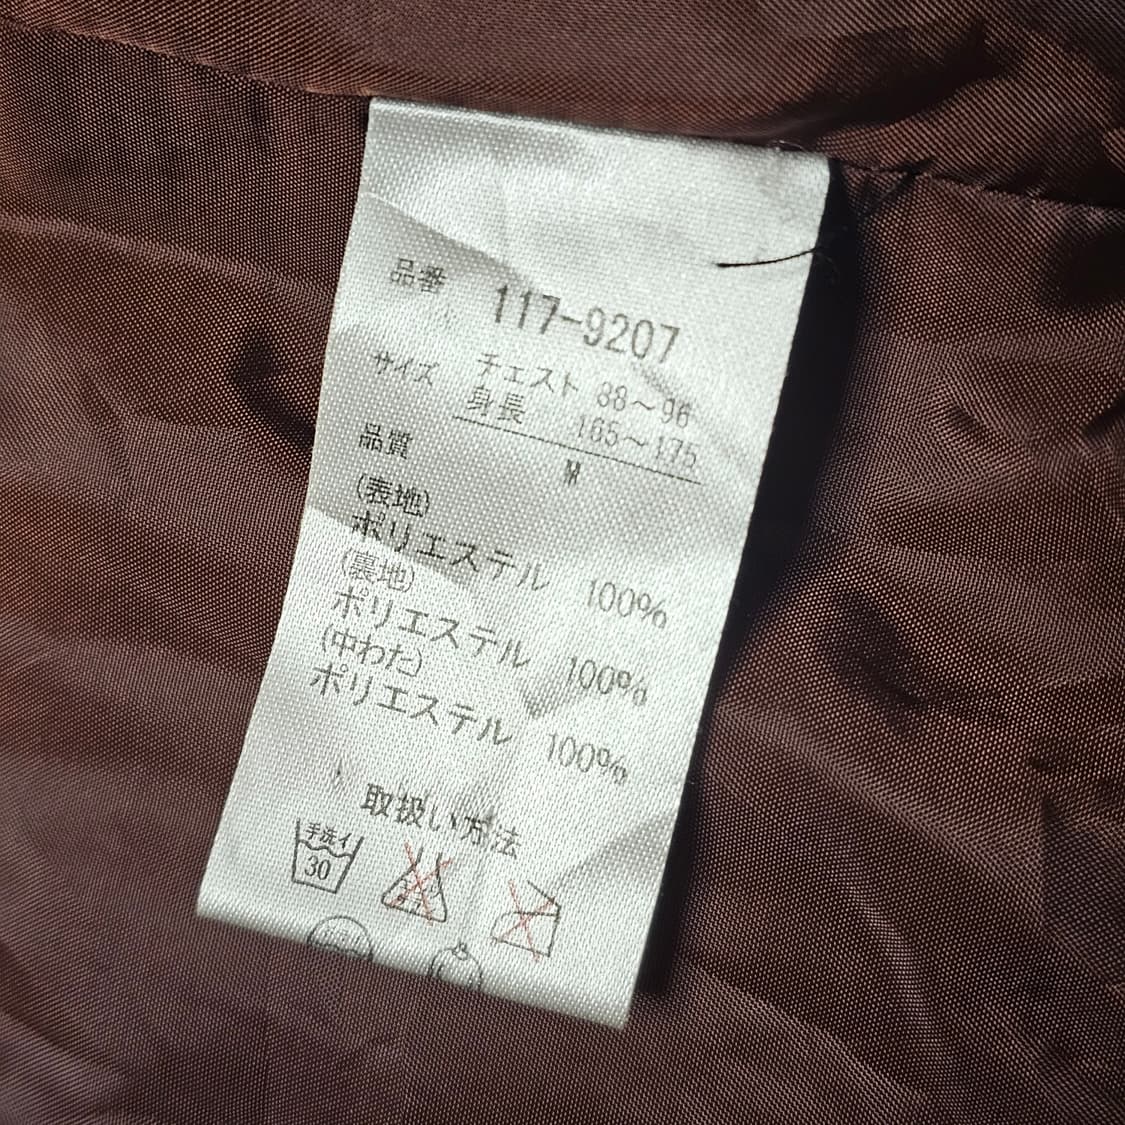 品番 117-9207
サイズ チェスト 88～96
身長 165～175
品質 M
(表地)
ポリエステル 100%
(裏地)
ポリエステル 100%
(中わた)
ポリエステル 100%
取扱い方法
手洗イ
30